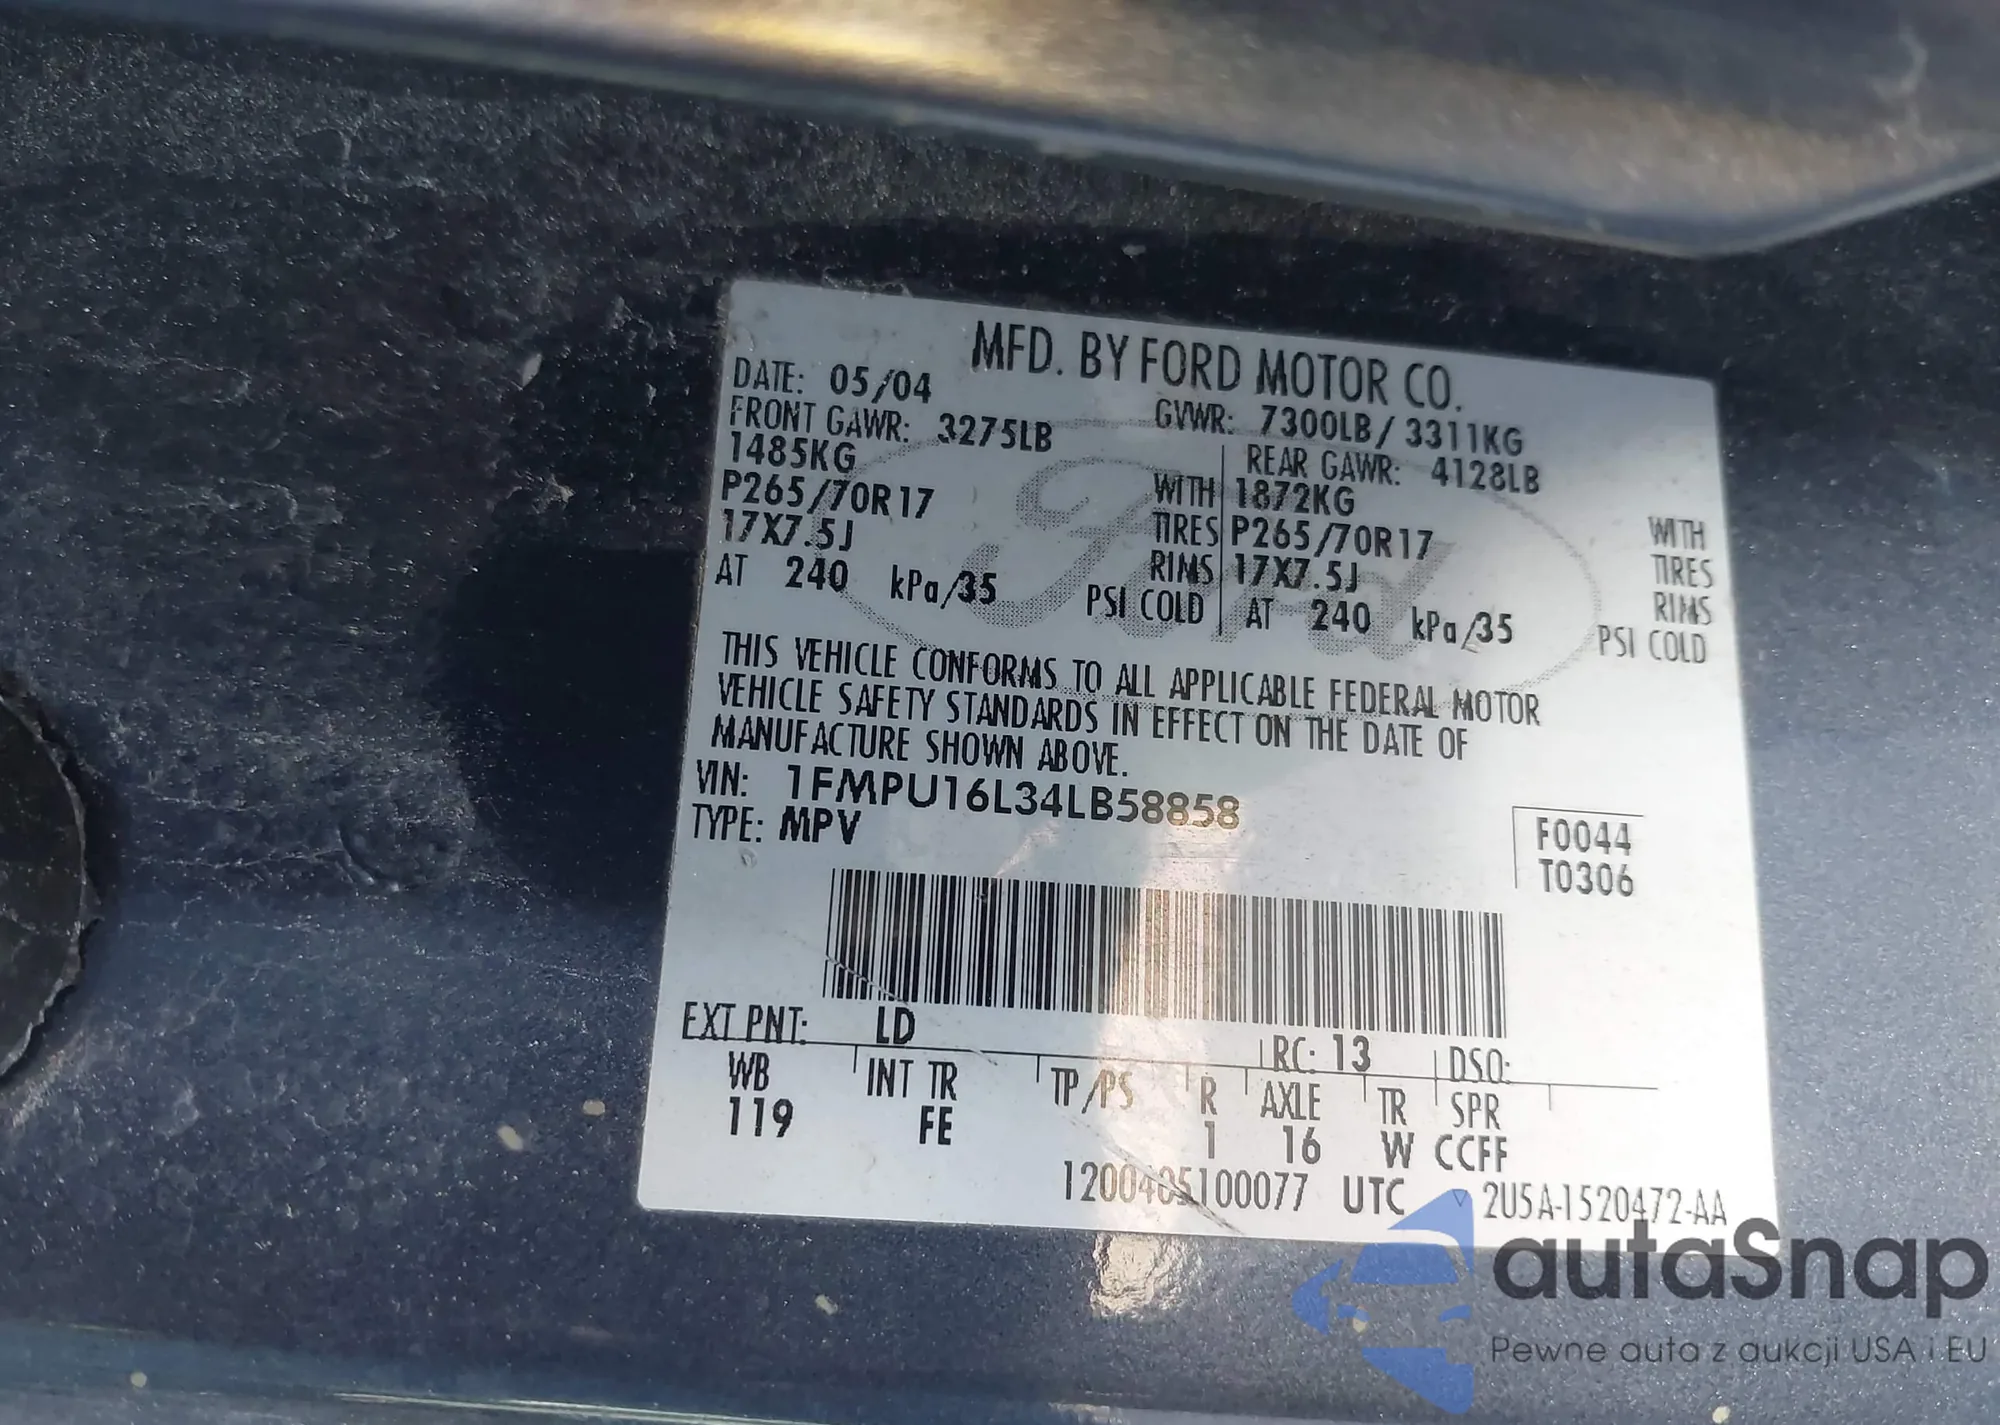 MFD. BY FORD MOTOR CO.
DATE: 05/04 GVWR: 7300LB / 3311KG
FRONT GAWR: 3275LB REAR GAWR: 4128LB
1485KG WITH 1872KG WITH
P265/70R17 TIRES P265/70R17 TIRES
17X7.5J RIMS 17X7.5J RIMS
AT 240 kPa/35 PSI COLD AT 240 kPa/35 PSI COLD
THIS VEHICLE CONFORMS TO ALL APPLICABLE FEDERAL MOTOR
VEHICLE SAFETY STANDARDS IN EFFECT ON THE DATE OF
MANUFACTURE SHOWN ABOVE.
VIN: 1FMPU16L34LB58858
TYPE: MPV
F0044
T0306
EXT PNT: LD RC: 13 DSO:
WB INT TR TP/PS R AXLE TR SPR
119 FE 1 16 W CCFF
1200405100077 UTC ▽ 2U5A-1520472-AA
Ford
autaSnap
Pewne auta z aukcji USA i EU